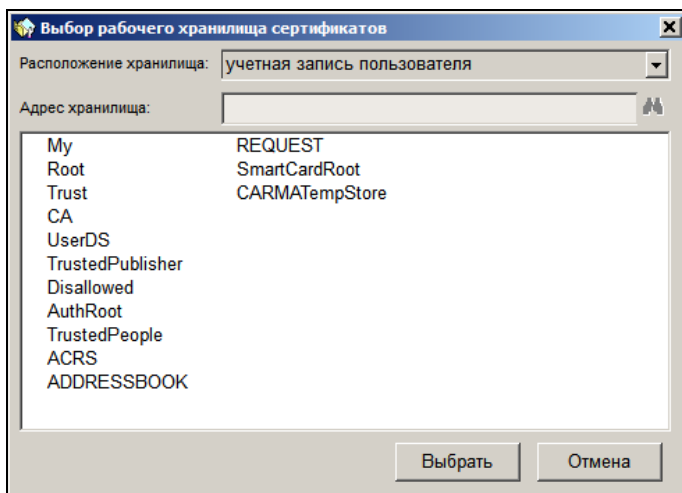 Выбор рабочего хранилища сертификатов
Расположение хранилища: учетная запись пользователя
Адрес хранилища:
My REQUEST
Root SmartCardRoot
Trust CARMATempStore
CA
UserDS
TrustedPublisher
Disallowed
AuthRoot
TrustedPeople
ACRS
ADDRESSBOOK
Выбрать Отмена